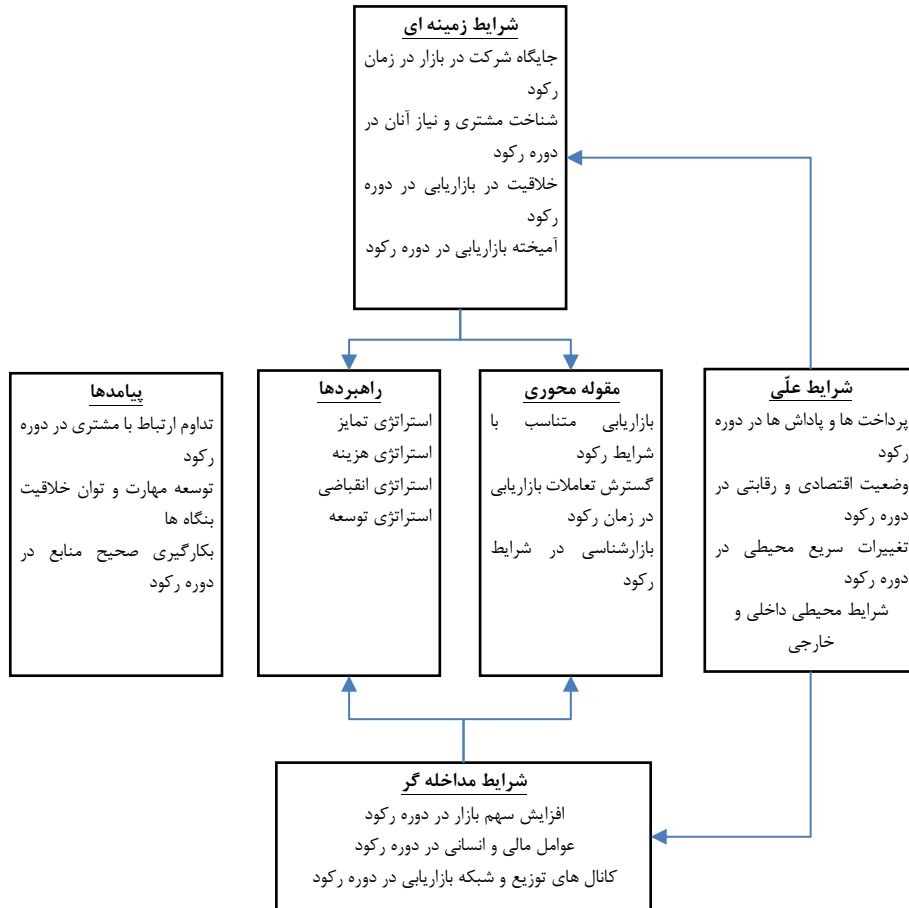 شرایط زمینه ای
جایگاه شرکت در بازار در زمان
رکود
شناخت مشتری و نیاز آنان در
دوره رکود
خلاقیت در بازاریابی در دوره
رکود
آمیخته بازاریابی در دوره رکود
شرایط علّی
پرداخت ها و پاداش ها در دوره
رکود
وضعیت اقتصادی و رقابتی در
دوره رکود
تغییرات سریع محیطی در
دوره رکود
شرایط محیطی داخلی و
خارجی
مقوله محوری
بازاریابی متناسب با
شرایط رکود
گسترش تعاملات بازاریابی
در زمان رکود
بازارشناسی در شرایط
رکود
راهبردها
استراتژی تمایز
استراتژی هزینه
استراتژی انقباضی
استراتژی توسعه
پیامدها
تداوم ارتباط با مشتری در دوره
رکود
توسعه مهارت و توان خلاقیت
بنگاه ها
بکارگیری صحیح منابع در
دوره رکود
شرایط مداخله گر
افزایش سهم بازار در دوره رکود
عوامل مالی و انسانی در دوره رکود
کانال های توزیع و شبکه بازاریابی در دوره رکود